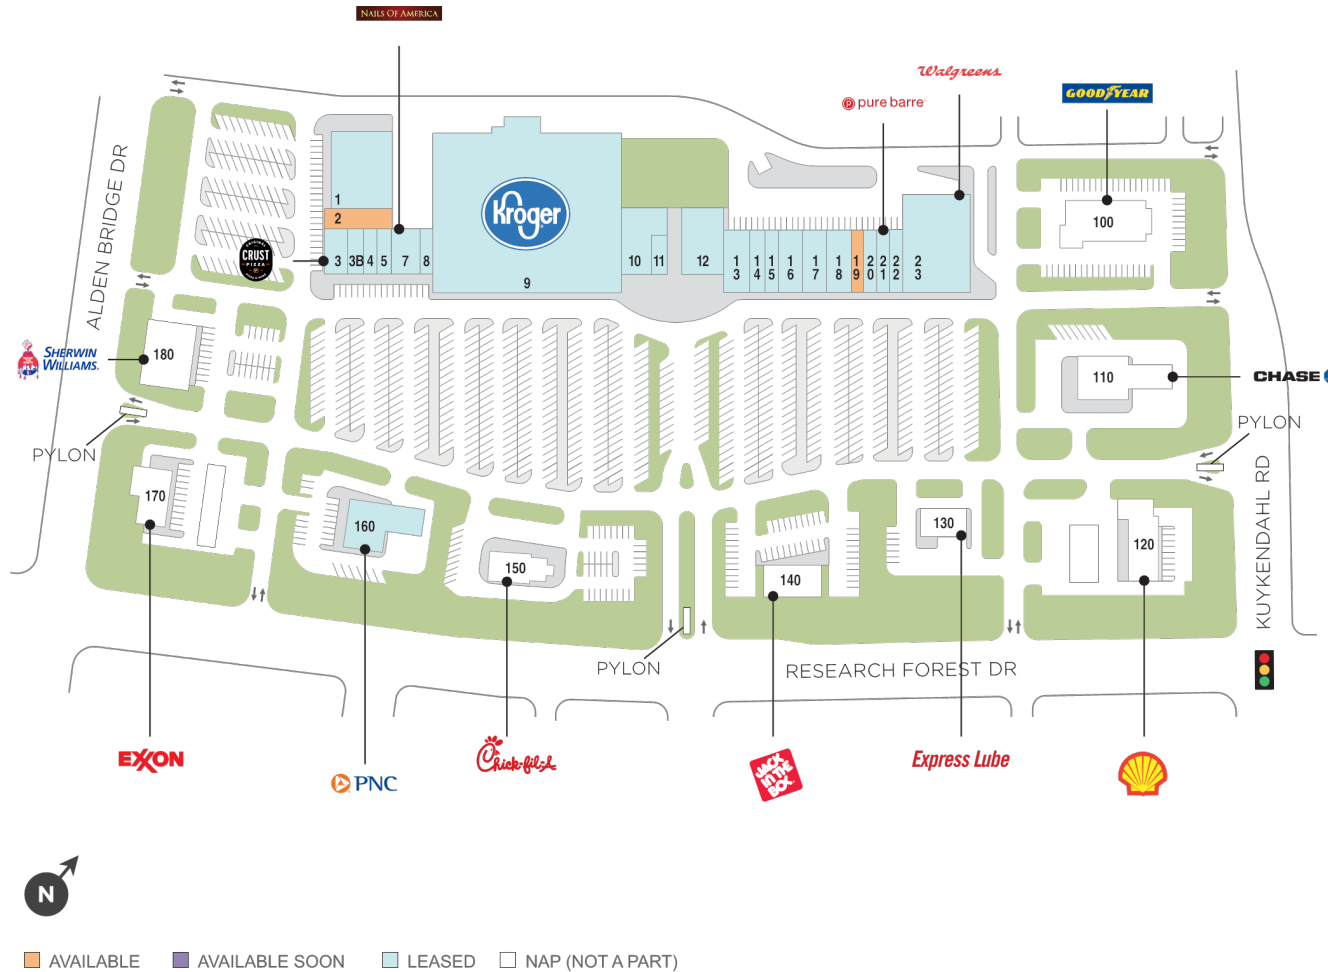 NAILS OF AMERICA
Walgreens
pure barre
GOODYEAR
ALDEN BRIDGE DR
1
2
Kroger
100
CRUST
PIZZA
3
3B
4
5
7
8
9
10
11
12
13
14
15
16
17
18
19
20
21
22
23
SHERWIN
WILLIAMS.
180
110
CHASE
PYLON
PYLON
170
160
150
140
130
120
KUYKENDAHL RD
PYLON
RESEARCH FOREST DR
EXXON
PNC
Chick-fil-A
JACK
IN THE
BOX
Express Lube
N
AVAILABLE
AVAILABLE SOON
LEASED
NAP (NOT A PART)